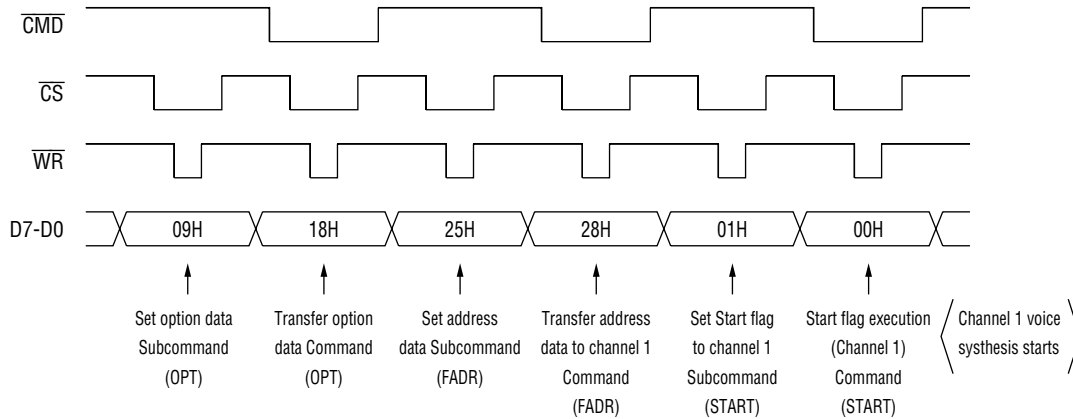 CMD
CS
WR
D7-D0
09H 18H 25H 28H 01H 00H
Set option data
Subcommand
(OPT)
Transfer option
data Command
(OPT)
Set address
data Subcommand
(FADR)
Transfer address
data to channel 1
Command
(FADR)
Set Start flag
to channel 1
Subcommand
(START)
Start flag execution
(Channel 1)
Command
(START)
Channel 1 voice
systhesis starts